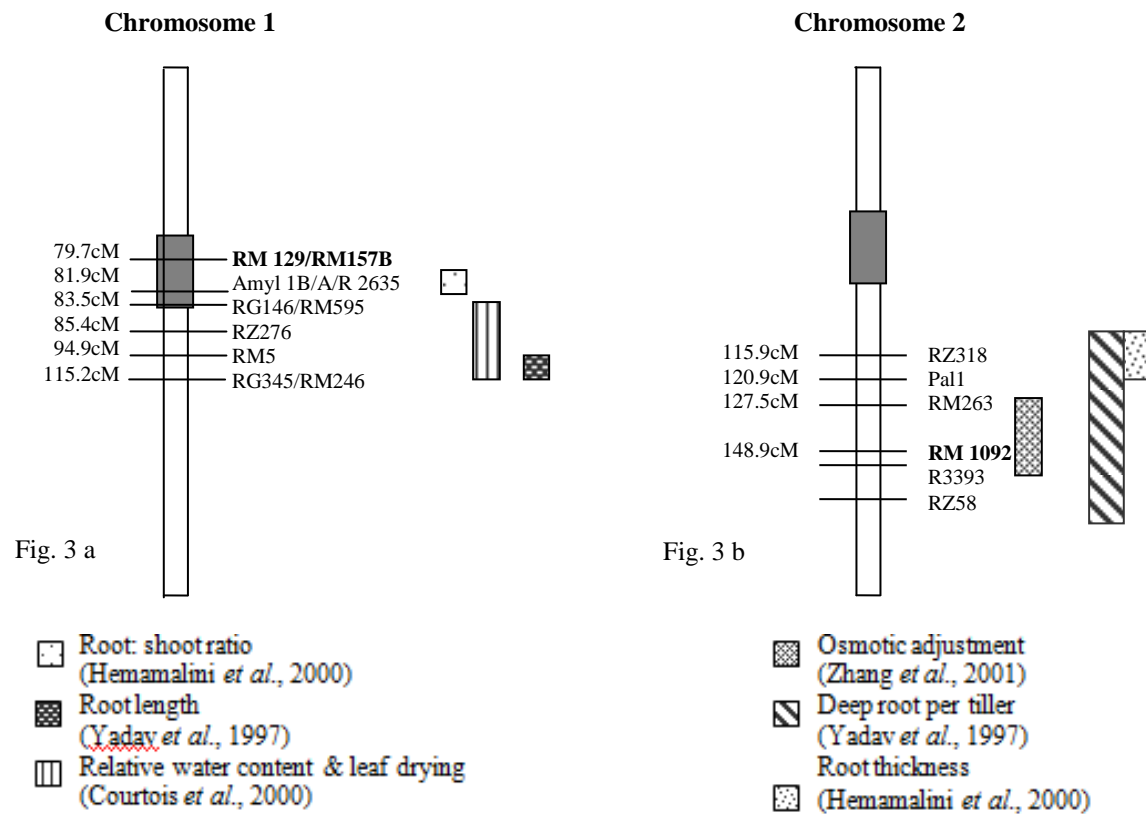 Chromosome 1
79.7cM
RM 129/RM157B
81.9cM
Amyl 1B/A/R 2635
83.5cM
RG146/RM595
85.4cM
RZ276
94.9cM
RM5
115.2cM
RG345/RM246
Fig. 3 a
Root: shoot ratio
(Hemamalini et al., 2000)
Root length
(Yadav et al., 1997)
Relative water content & leaf drying
(Courtois et al., 2000)
Chromosome 2
115.9cM
RZ318
120.9cM
Pal1
127.5cM
RM263
148.9cM
RM 1092
R3393
RZ58
Fig. 3 b
Osmotic adjustment
(Zhang et al., 2001)
Deep root per tiller
(Yadav et al., 1997)
Root thickness
(Hemamalini et al., 2000)